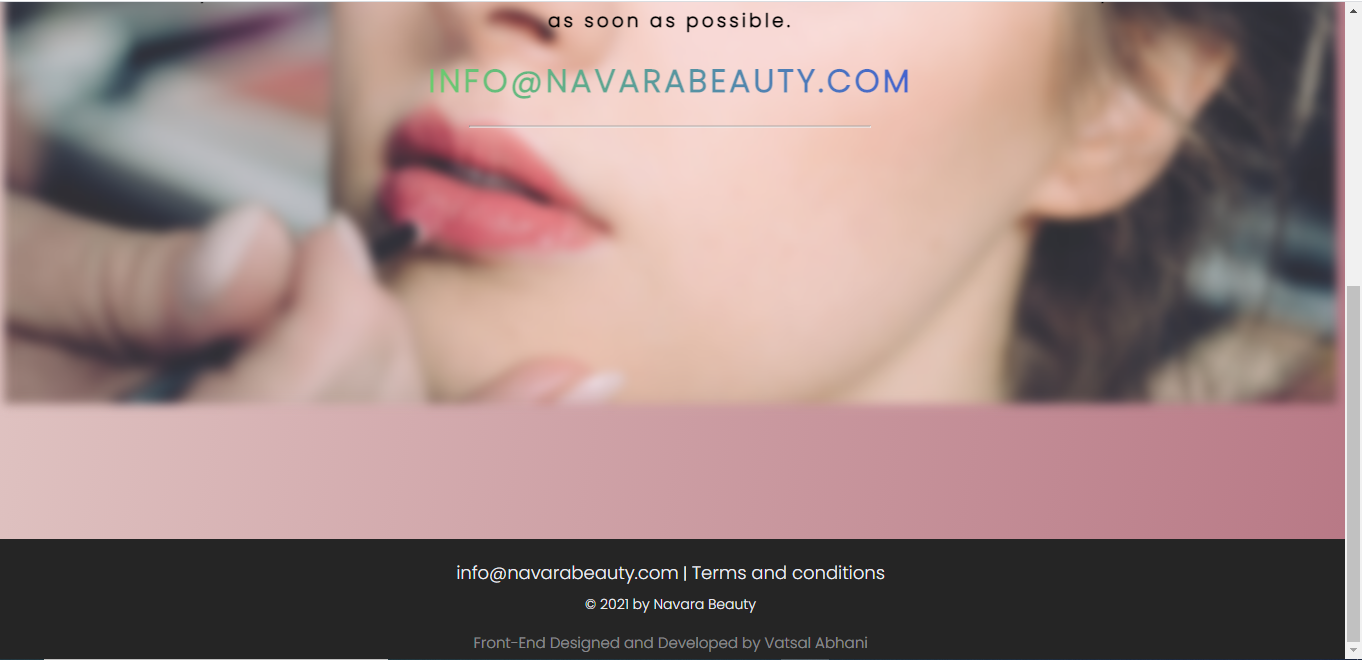 as soon as possible.
INFO@NAVARABEAUTY.COM
info@navarabeauty.com | Terms and conditions
© 2021 by Navara Beauty
Front-End Designed and Developed by Vatsal Abhani